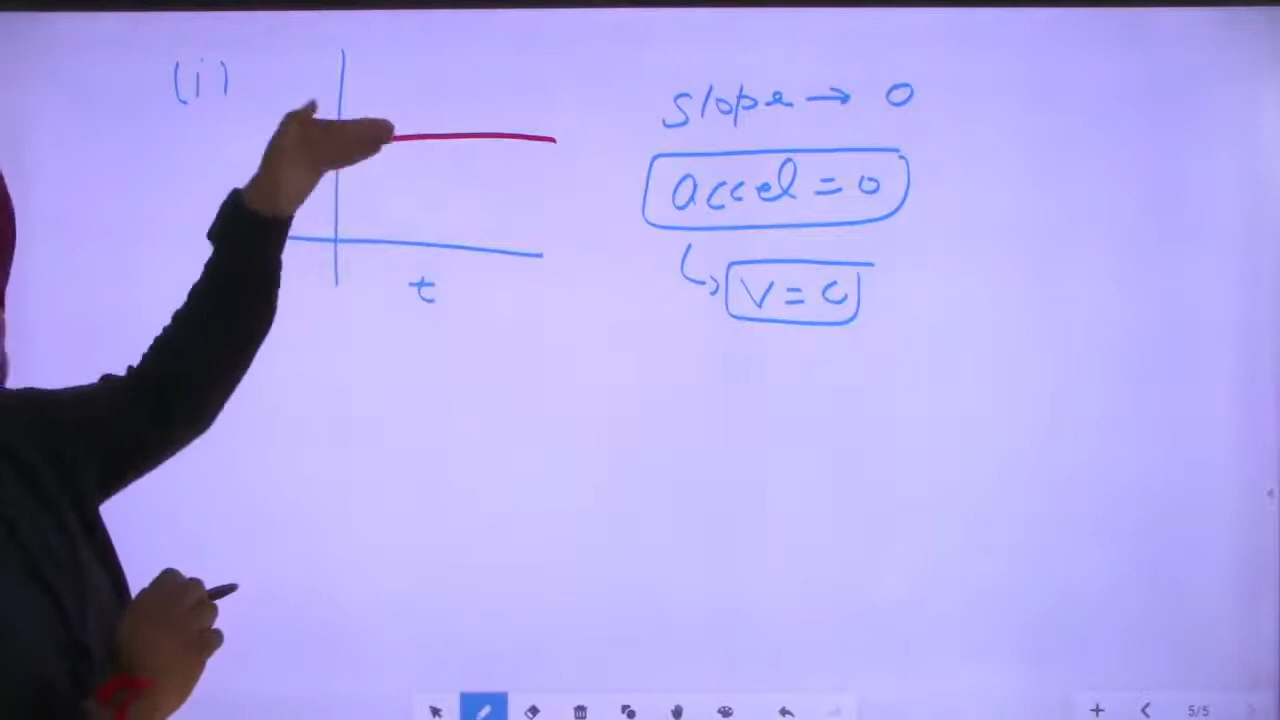 (i)
slope → 0
accel = 0
↳ v = c
t
5/5